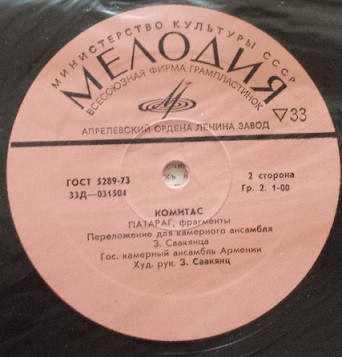 МИНИСТЕРСТВО КУЛЬТУРЫ СССР
МЕЛОДИЯ
ВСЕСОЮЗНАЯ ФИРМА ГРАМПЛАСТИНОК
▽33
АПРЕЛЕВСКИЙ ОРДЕНА ЛЕНИНА ЗАВОД
ГОСТ 5289-73
33Д—031504
2 сторона
Гр. 2. 1-00
КОМИТАС
ПАТАРАГ, фрагменты
Переложение для камерного ансамбля
З. Саакянца
Гос. камерный ансамбль Армении
Худ. рук. З. Саакянц